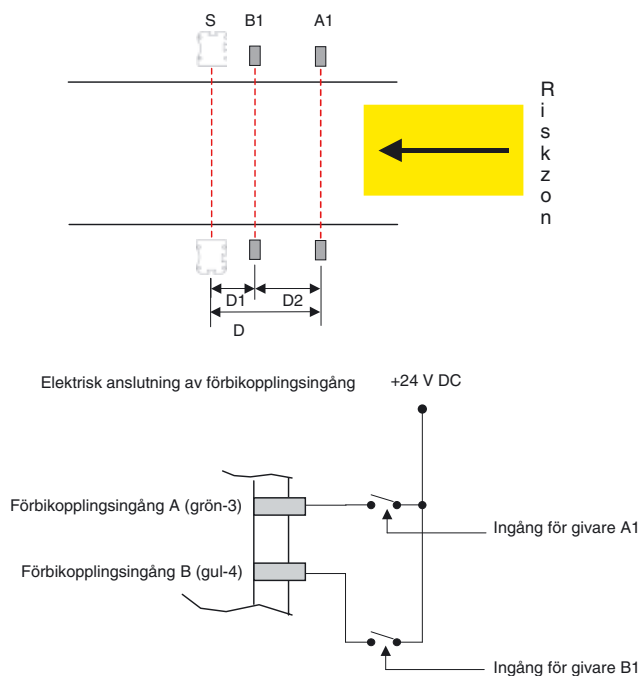 S B1 A1
Riskzon
D1 D2
D
Elektrisk anslutning av förbikopplingsingång +24 V DC
Förbikopplingsingång A (grön-3)
Ingång för givare A1
Förbikopplingsingång B (gul-4)
Ingång för givare B1